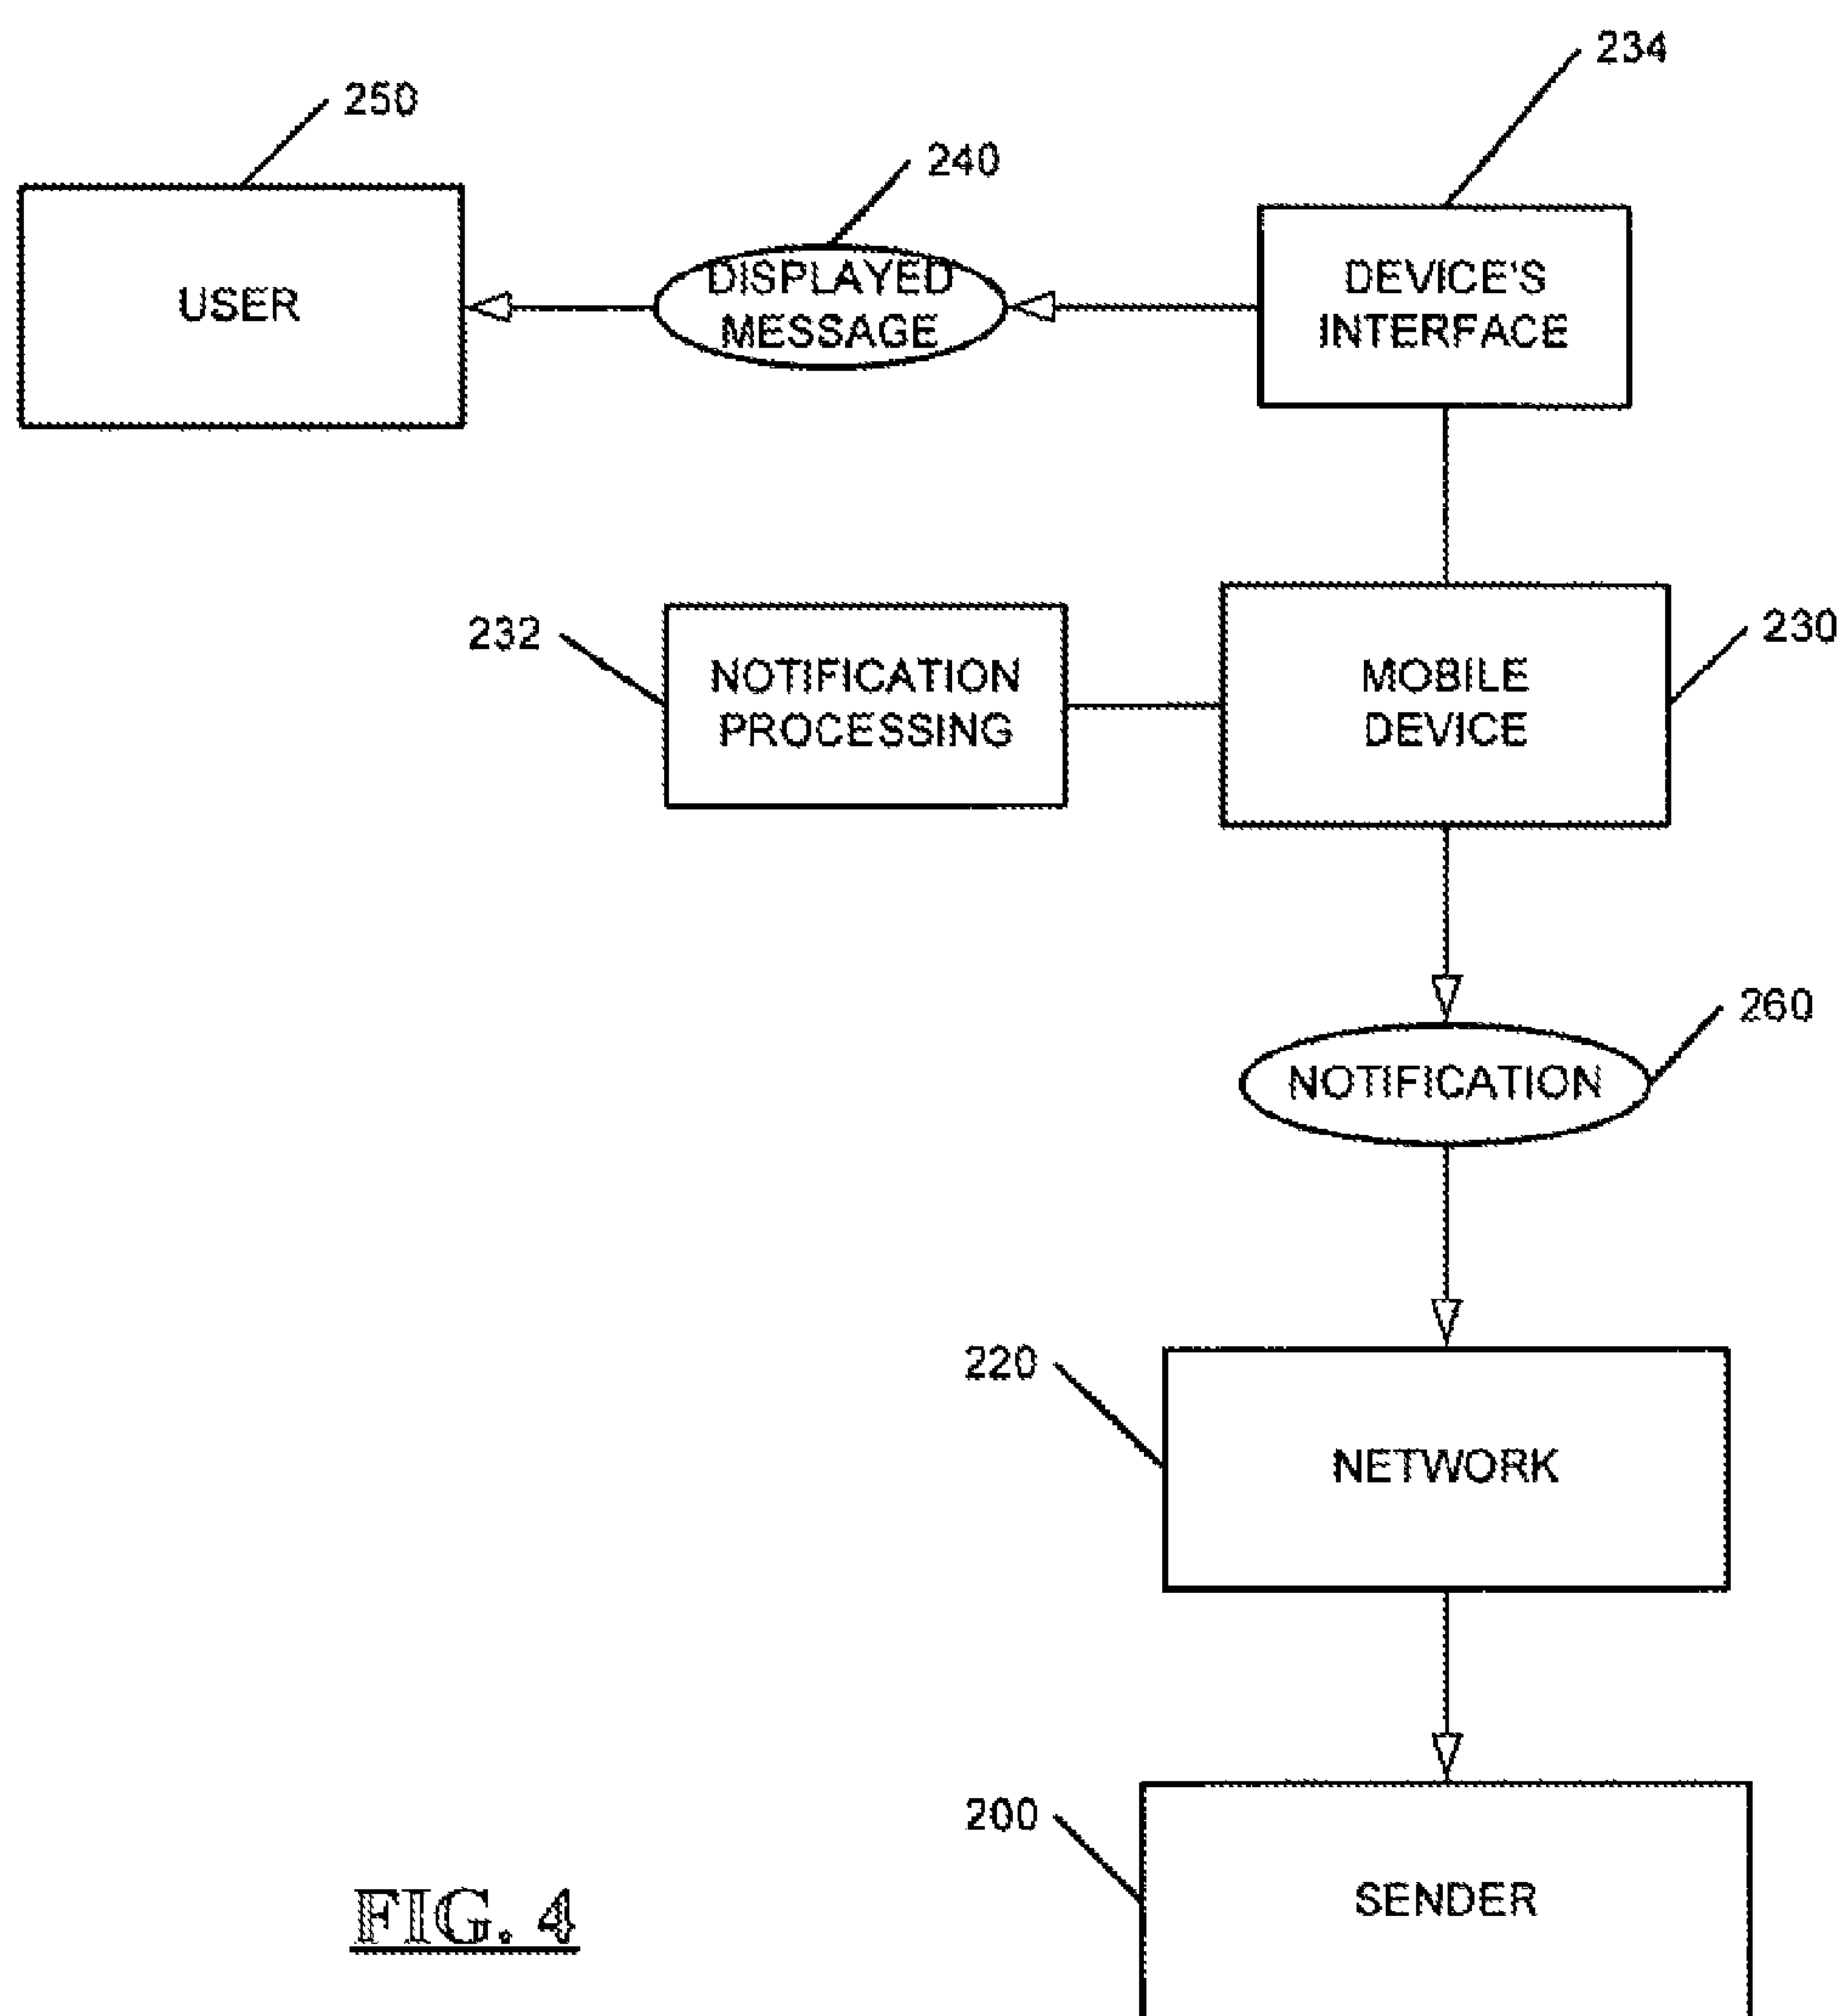 234
250
240
USER
DISPLAYED
MESSAGE
DEVICE'S
INTERFACE
232
NOTIFICATION
PROCESSING
MOBILE
DEVICE
230
260
NOTIFICATION
220
NETWORK
200
SENDER
FIG. 4